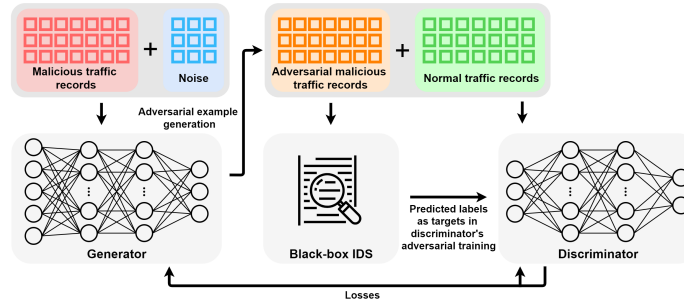 Malicious traffic
records
+
Noise
Adversarial malicious
traffic records
+
Normal traffic records
Adversarial example
generation
Generator
Black-box IDS
Predicted labels
as targets in
discriminator's
adversarial training
Discriminator
Losses